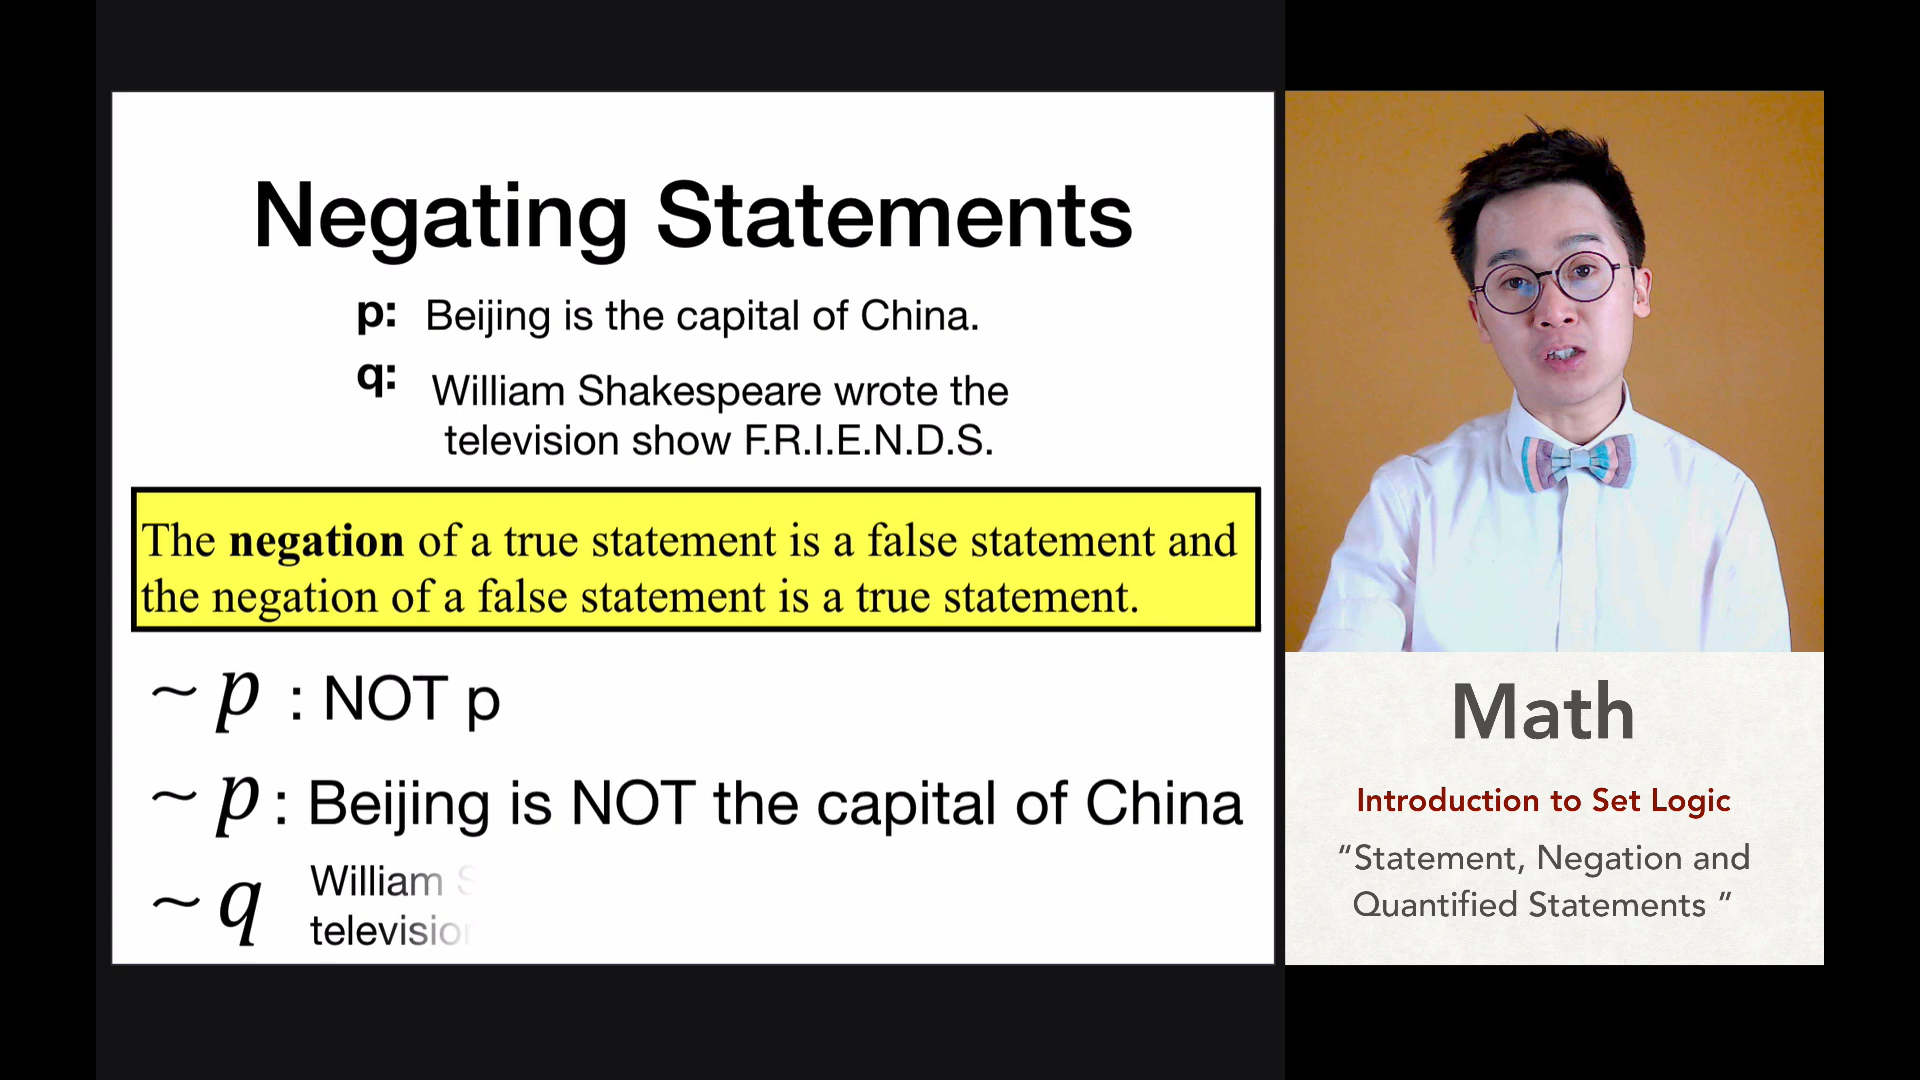 Negating Statements
p: Beijing is the capital of China.
q: William Shakespeare wrote the
television show F.R.I.E.N.D.S.
The negation of a true statement is a false statement and
the negation of a false statement is a true statement.
~ p : NOT p
~ p : Beijing is NOT the capital of China
~ q William S
television
Math
Introduction to Set Logic
“Statement, Negation and
Quantified Statements ”